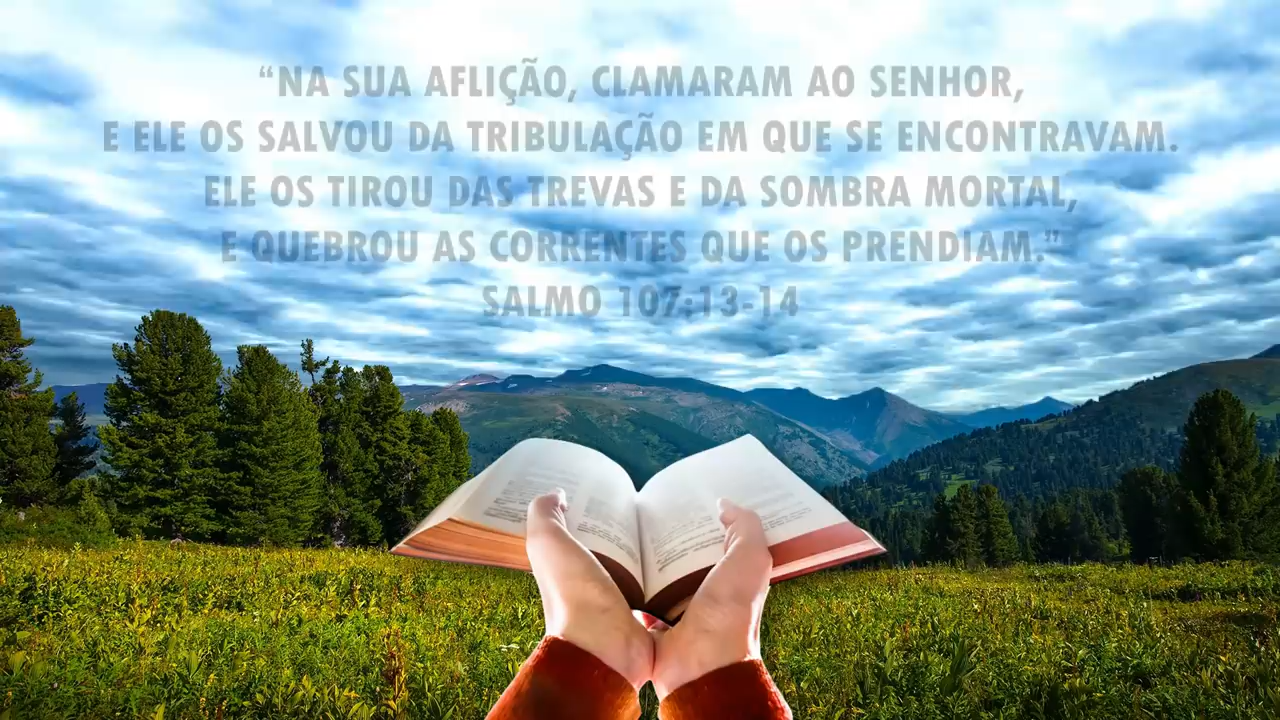 “NA SUA AFLIÇÃO, CLAMARAM AO SENHOR,
E ELE OS SALVOU DA TRIBULAÇÃO EM QUE SE ENCONTRAVAM.
ELE OS TIROU DAS TREVAS E DA SOMBRA MORTAL,
E QUEBROU AS CORRENTES QUE OS PRENDIAM.”
SALMO 107:13-14